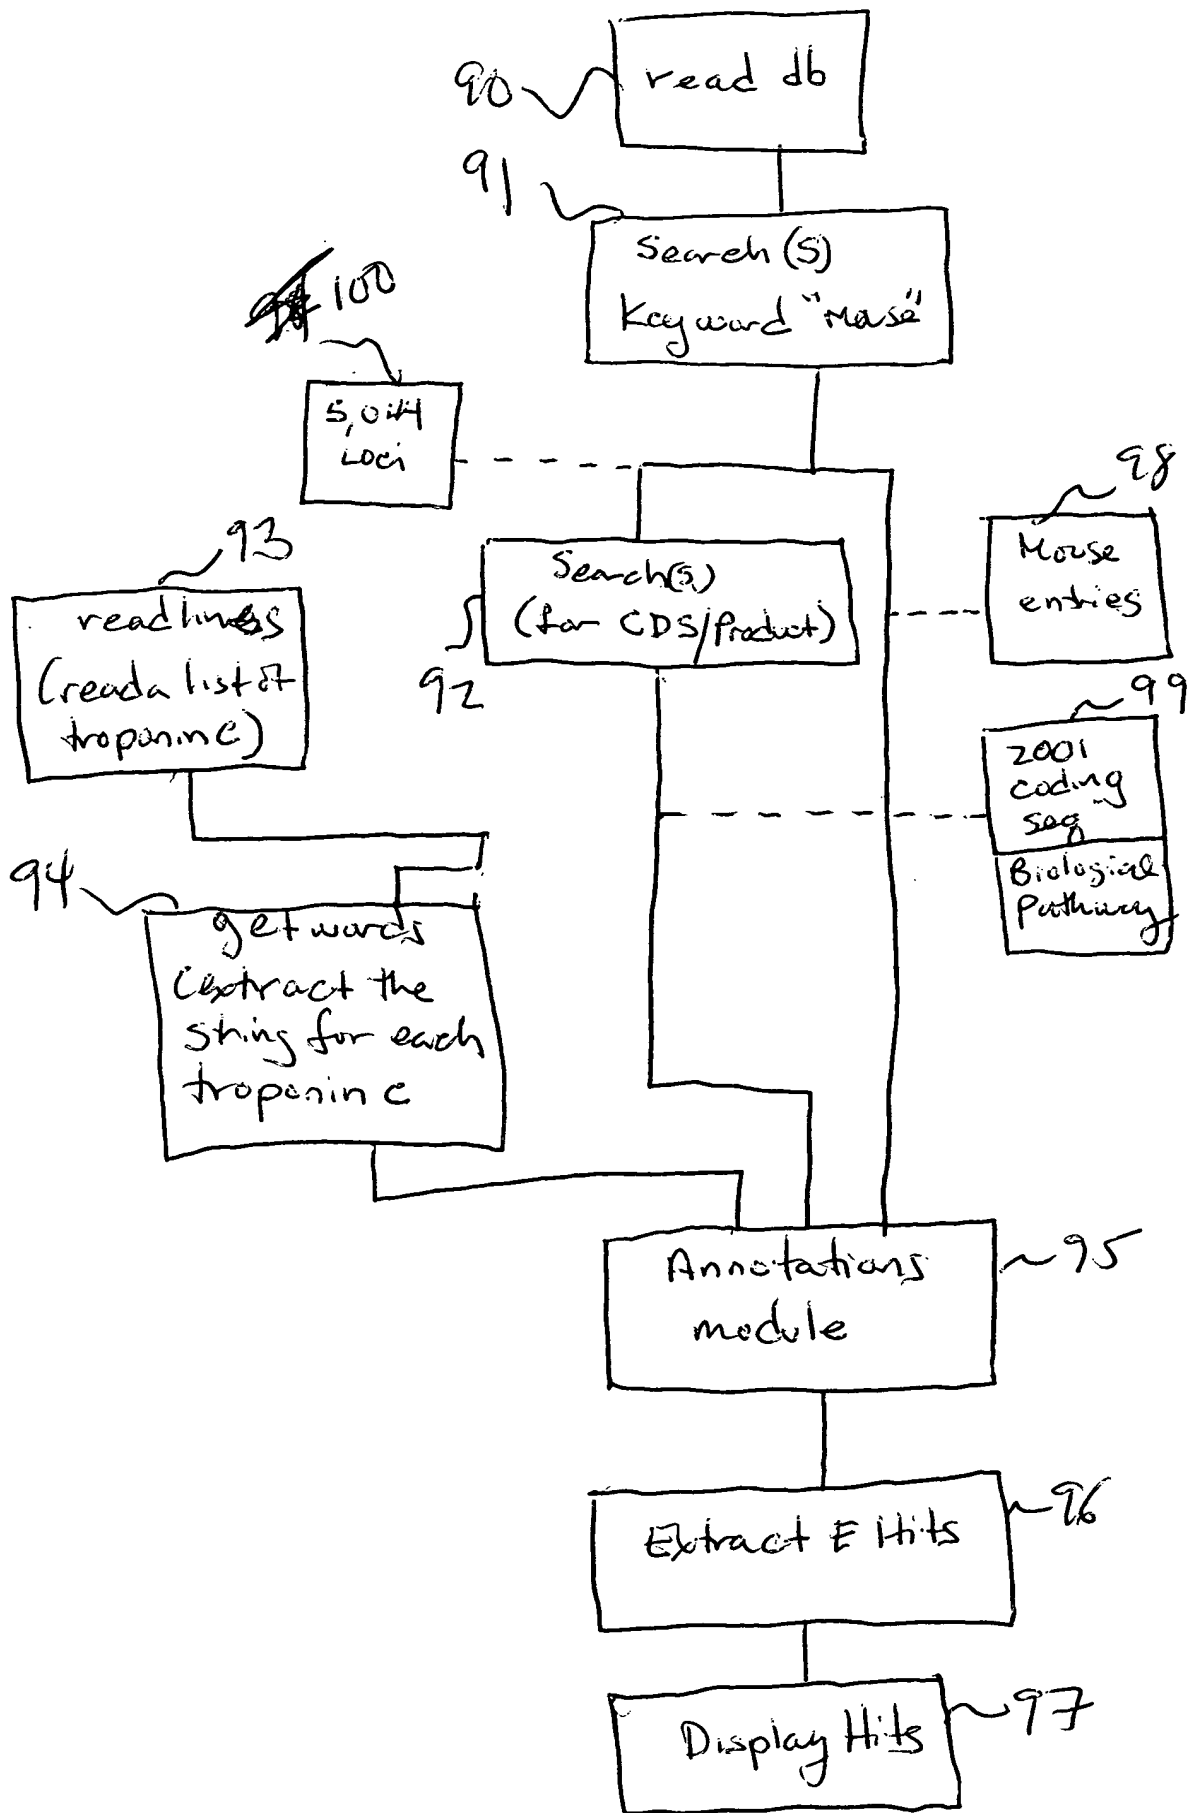 90
read db
91
Search (S)
Keyword "Mouse"
100
Loci
98
Mouse
entries
93
readlines
(read a list of
troponin c)
Search(s)
(for CDS/Product)
92
99
2001
coding
seq
Biological
Pathway
94
getwords
(extract the
string for each
troponin c
Annotations
module
95
Extract E Hits
96
Display Hits
97